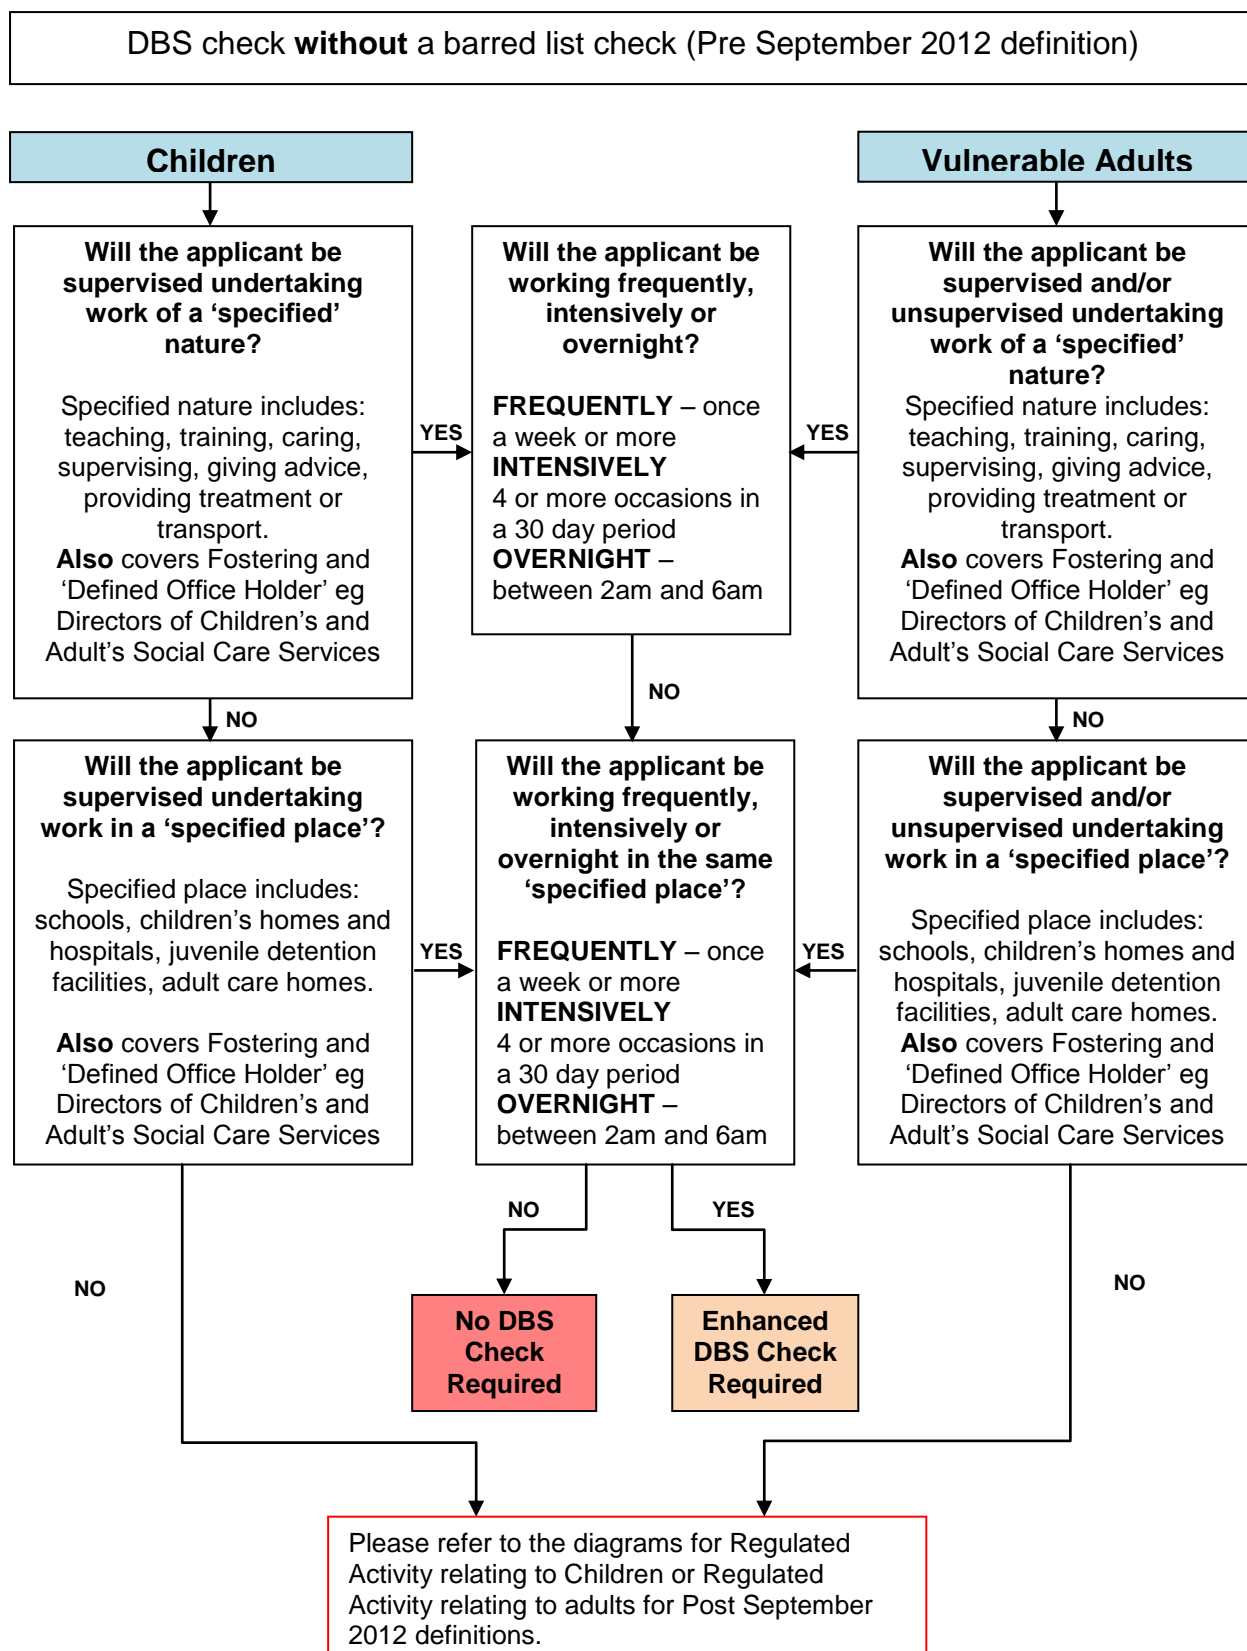 DBS check without a barred list check (Pre September 2012 definition)
Children
Vulnerable Adults
Will the applicant be
supervised undertaking
work of a ‘specified’
nature?
Specified nature includes:
teaching, training, caring,
supervising, giving advice,
providing treatment or
transport.
Also covers Fostering and
‘Defined Office Holder’ eg
Directors of Children’s and
Adult’s Social Care Services
YES
Will the applicant be
working frequently,
intensively or
overnight?
FREQUENTLY – once
a week or more
INTENSIVELY
4 or more occasions in
a 30 day period
OVERNIGHT –
between 2am and 6am
YES
Will the applicant be
supervised and/or
unsupervised undertaking
work of a ‘specified’
nature?
Specified nature includes:
teaching, training, caring,
supervising, giving advice,
providing treatment or
transport.
Also covers Fostering and
‘Defined Office Holder’ eg
Directors of Children’s and
Adult’s Social Care Services
NO
NO
NO
Will the applicant be
supervised undertaking
work in a ‘specified place’?
Specified place includes:
schools, children’s homes and
hospitals, juvenile detention
facilities, adult care homes.
Also covers Fostering and
‘Defined Office Holder’ eg
Directors of Children’s and
Adult’s Social Care Services
YES
Will the applicant be
working frequently,
intensively or
overnight in the same
‘specified place’?
FREQUENTLY – once
a week or more
INTENSIVELY
4 or more occasions in
a 30 day period
OVERNIGHT –
between 2am and 6am
YES
Will the applicant be
supervised and/or
unsupervised undertaking
work in a ‘specified place’?
Specified place includes:
schools, children’s homes and
hospitals, juvenile detention
facilities, adult care homes.
Also covers Fostering and
‘Defined Office Holder’ eg
Directors of Children’s and
Adult’s Social Care Services
NO
YES
NO
NO
No DBS
Check
Required
Enhanced
DBS Check
Required
Please refer to the diagrams for Regulated
Activity relating to Children or Regulated
Activity relating to adults for Post September
2012 definitions.